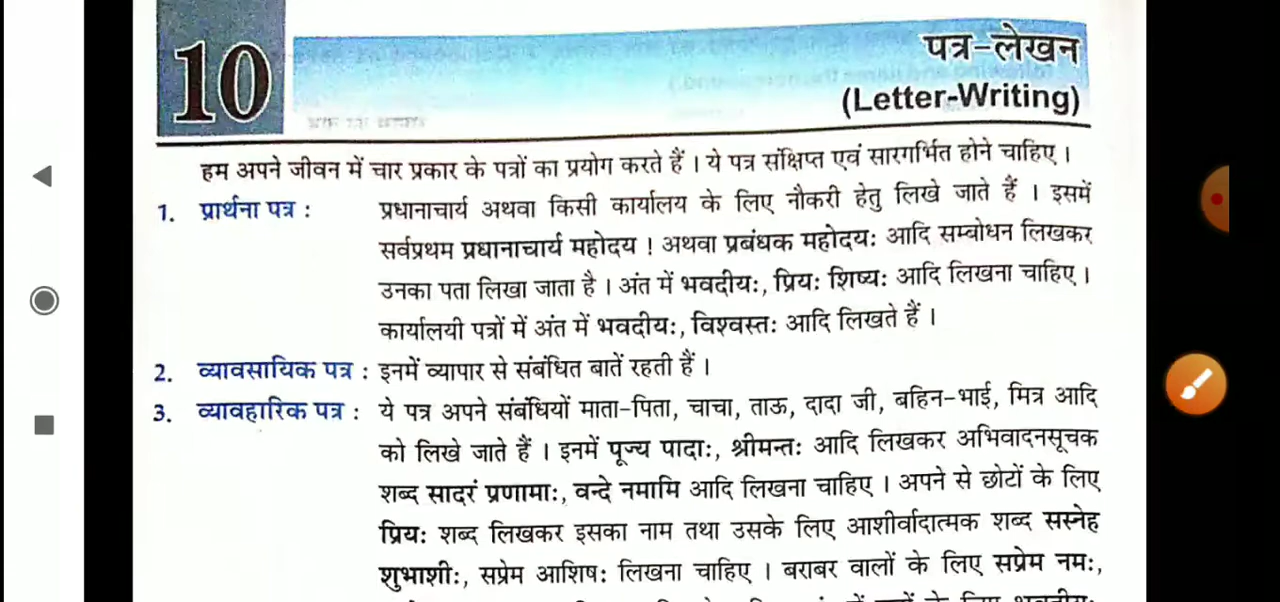 10
पत्र-लेखन
(Letter-Writing)
हम अपने जीवन में चार प्रकार के पत्रों का प्रयोग करते हैं। ये पत्र संक्षिप्त एवं सारगर्भित होने चाहिए।
1. प्रार्थना पत्र : प्रधानाचार्य अथवा किसी कार्यालय के लिए नौकरी हेतु लिखे जाते हैं। इसमें
सर्वप्रथम प्रधानाचार्य महोदय ! अथवा प्रबंधक महोदयः आदि सम्बोधन लिखकर
उनका पता लिखा जाता है। अंत में भवदीयः, प्रियः शिष्यः आदि लिखना चाहिए।
कार्यालयी पत्रों में अंत में भवदीयः, विश्वस्तः आदि लिखते हैं।
2. व्यावसायिक पत्र : इनमें व्यापार से संबंधित बातें रहती हैं।
3. व्यावहारिक पत्र : ये पत्र अपने संबंधियों माता-पिता, चाचा, ताऊ, दादा जी, बहिन-भाई, मित्र आदि
को लिखे जाते हैं। इनमें पूज्य पादाः, श्रीमन्तः आदि लिखकर अभिवादनसूचक
शब्द सादरं प्रणामाः, वन्दे नमामि आदि लिखना चाहिए। अपने से छोटों के लिए
प्रियः शब्द लिखकर इसका नाम तथा उसके लिए आशीर्वादात्मक शब्द सस्नेह
शुभाशीः, सप्रेम आशिषः लिखना चाहिए। बराबर वालों के लिए सप्रेम नमः,